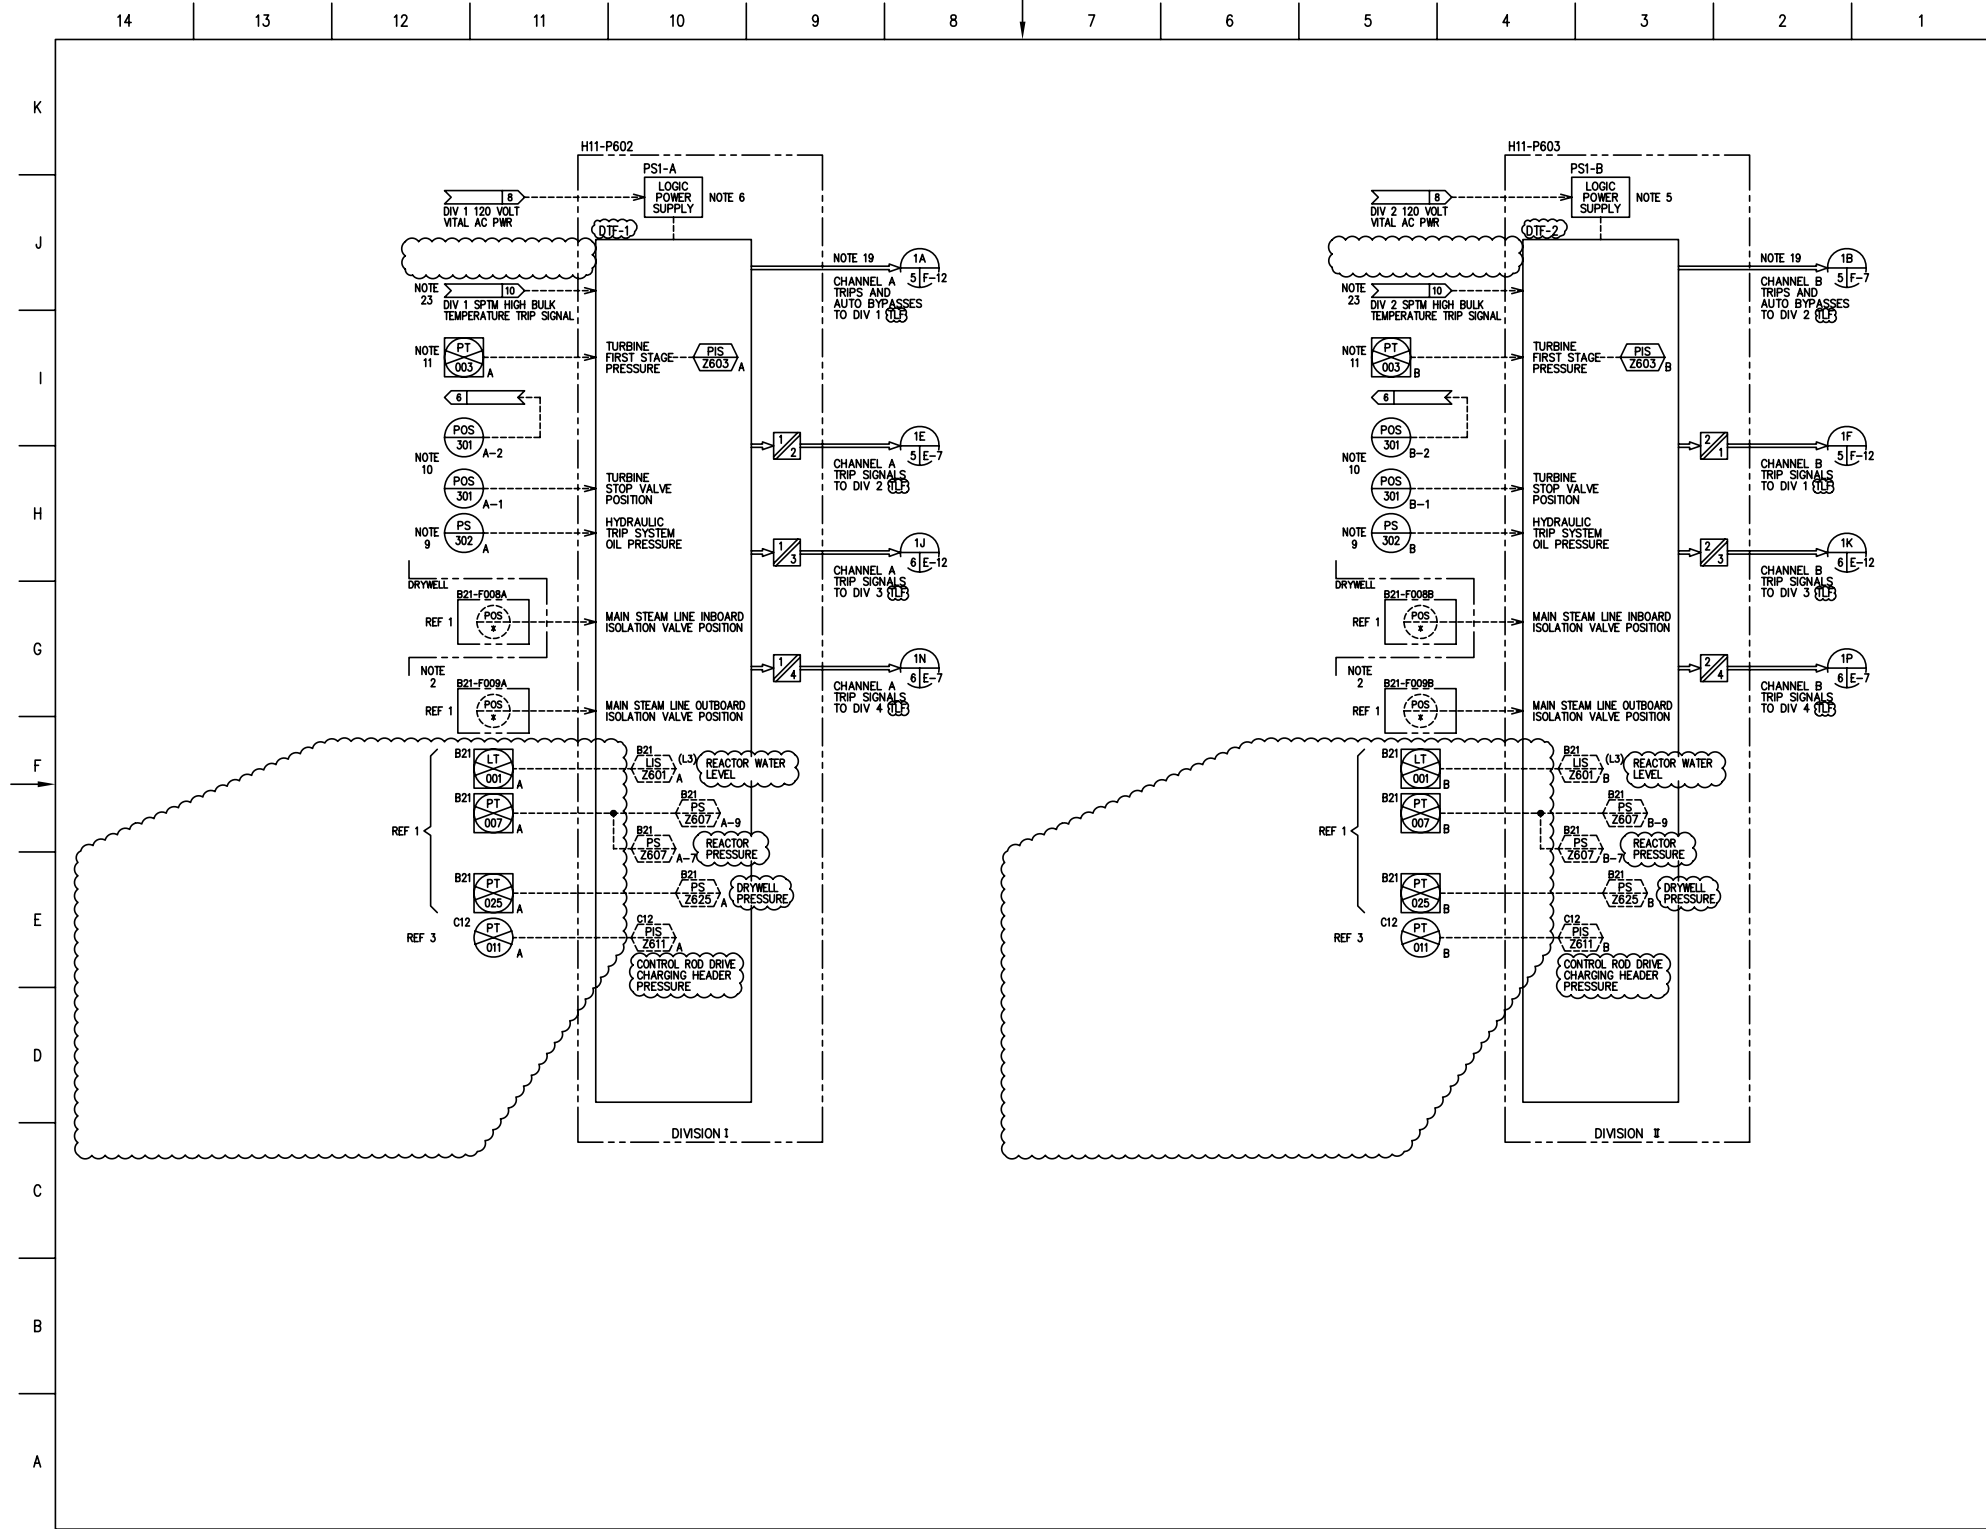 14 13 12 11 10 9 8 7 6 5 4 3 2 1
K
J
I
H
G
F
E
D
C
B
A
H11-P602
PS1-A
LOGIC
POWER
SUPPLY
NOTE 6
8
DIV 1 120 VOLT
VITAL AC PWR
DTF-1
NOTE
23
10
DIV 1 SPTM HIGH BULK
TEMPERATURE TRIP SIGNAL
NOTE 19
1A
5 F-12
CHANNEL A
TRIPS AND
AUTO BYPASSES
TO DIV 1 TLF
NOTE
11
PT
003
A
TURBINE
FIRST STAGE
PRESSURE
PIS
Z603
A
6
POS
301
A-2
NOTE
10
POS
301
A-1
TURBINE
STOP VALVE
POSITION
1
2
1E
5 E-7
CHANNEL A
TRIP SIGNALS
TO DIV 2 TLF
NOTE
9
PS
302
A
HYDRAULIC
TRIP SYSTEM
OIL PRESSURE
1
3
1J
6 E-12
CHANNEL A
TRIP SIGNALS
TO DIV 3 TLF
DRYWELL
B21-F008A
REF 1
POS
*
MAIN STEAM LINE INBOARD
ISOLATION VALVE POSITION
1
4
1N
6 E-7
CHANNEL A
TRIP SIGNALS
TO DIV 4 TLF
NOTE
2
B21-F009A
REF 1
POS
*
MAIN STEAM LINE OUTBOARD
ISOLATION VALVE POSITION
REF 1
B21
LT
001
A
B21
LIS
Z601
A
(L3)
REACTOR WATER
LEVEL
B21
PT
007
A
B21
PS
Z607
A-9
B21
PS
Z607
A-7
REACTOR
PRESSURE
B21
PT
025
A
B21
PS
Z625
A
DRYWELL
PRESSURE
REF 3
C12
PT
011
A
C12
PIS
Z611
A
CONTROL ROD DRIVE
CHARGING HEADER
PRESSURE
DIVISION I
H11-P603
PS1-B
LOGIC
POWER
SUPPLY
NOTE 5
8
DIV 2 120 VOLT
VITAL AC PWR
DTF-2
NOTE
23
10
DIV 2 SPTM HIGH BULK
TEMPERATURE TRIP SIGNAL
NOTE 19
1B
5 F-7
CHANNEL B
TRIPS AND
AUTO BYPASSES
TO DIV 2 TLF
NOTE
11
PT
003
B
TURBINE
FIRST STAGE
PRESSURE
PIS
Z603
B
6
POS
301
B-2
NOTE
10
POS
301
B-1
TURBINE
STOP VALVE
POSITION
2
1
1F
5 F-12
CHANNEL B
TRIP SIGNALS
TO DIV 1 TLF
NOTE
9
PS
302
B
HYDRAULIC
TRIP SYSTEM
OIL PRESSURE
2
3
1K
6 E-12
CHANNEL B
TRIP SIGNALS
TO DIV 3 TLF
DRYWELL
B21-F008B
REF 1
POS
*
MAIN STEAM LINE INBOARD
ISOLATION VALVE POSITION
2
4
1P
6 E-7
CHANNEL B
TRIP SIGNALS
TO DIV 4 TLF
NOTE
2
B21-F009B
REF 1
POS
*
MAIN STEAM LINE OUTBOARD
ISOLATION VALVE POSITION
REF 1
B21
LT
001
B
B21
LIS
Z601
B
(L3)
REACTOR WATER
LEVEL
B21
PT
007
B
B21
PS
Z607
B-9
B21
PS
Z607
B-7
REACTOR
PRESSURE
B21
PT
025
B
B21
PS
Z625
B
DRYWELL
PRESSURE
REF 3
C12
PT
011
B
C12
PIS
Z611
B
CONTROL ROD DRIVE
CHARGING HEADER
PRESSURE
DIVISION II